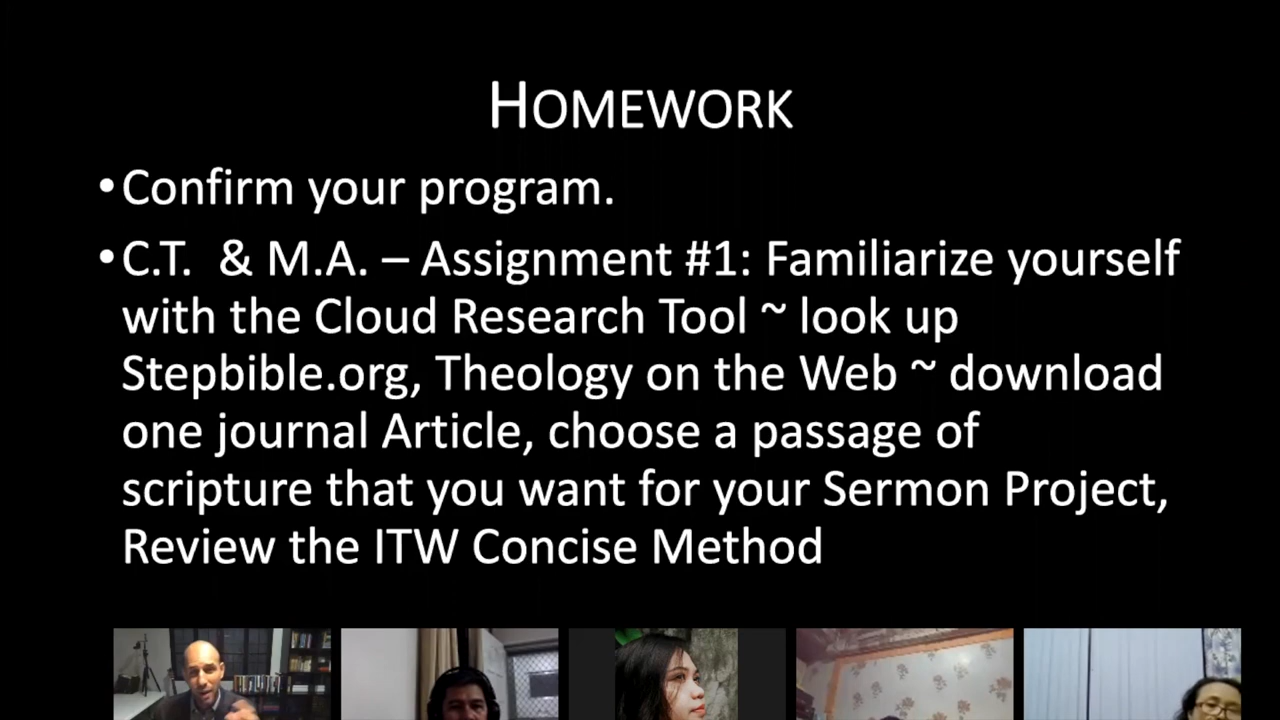 HOMEWORK
•Confirm your program.
•C.T. & M.A. – Assignment #1: Familiarize yourself
with the Cloud Research Tool ~ look up
Stepbible.org, Theology on the Web ~ download
one journal Article, choose a passage of
scripture that you want for your Sermon Project,
Review the ITW Concise Method